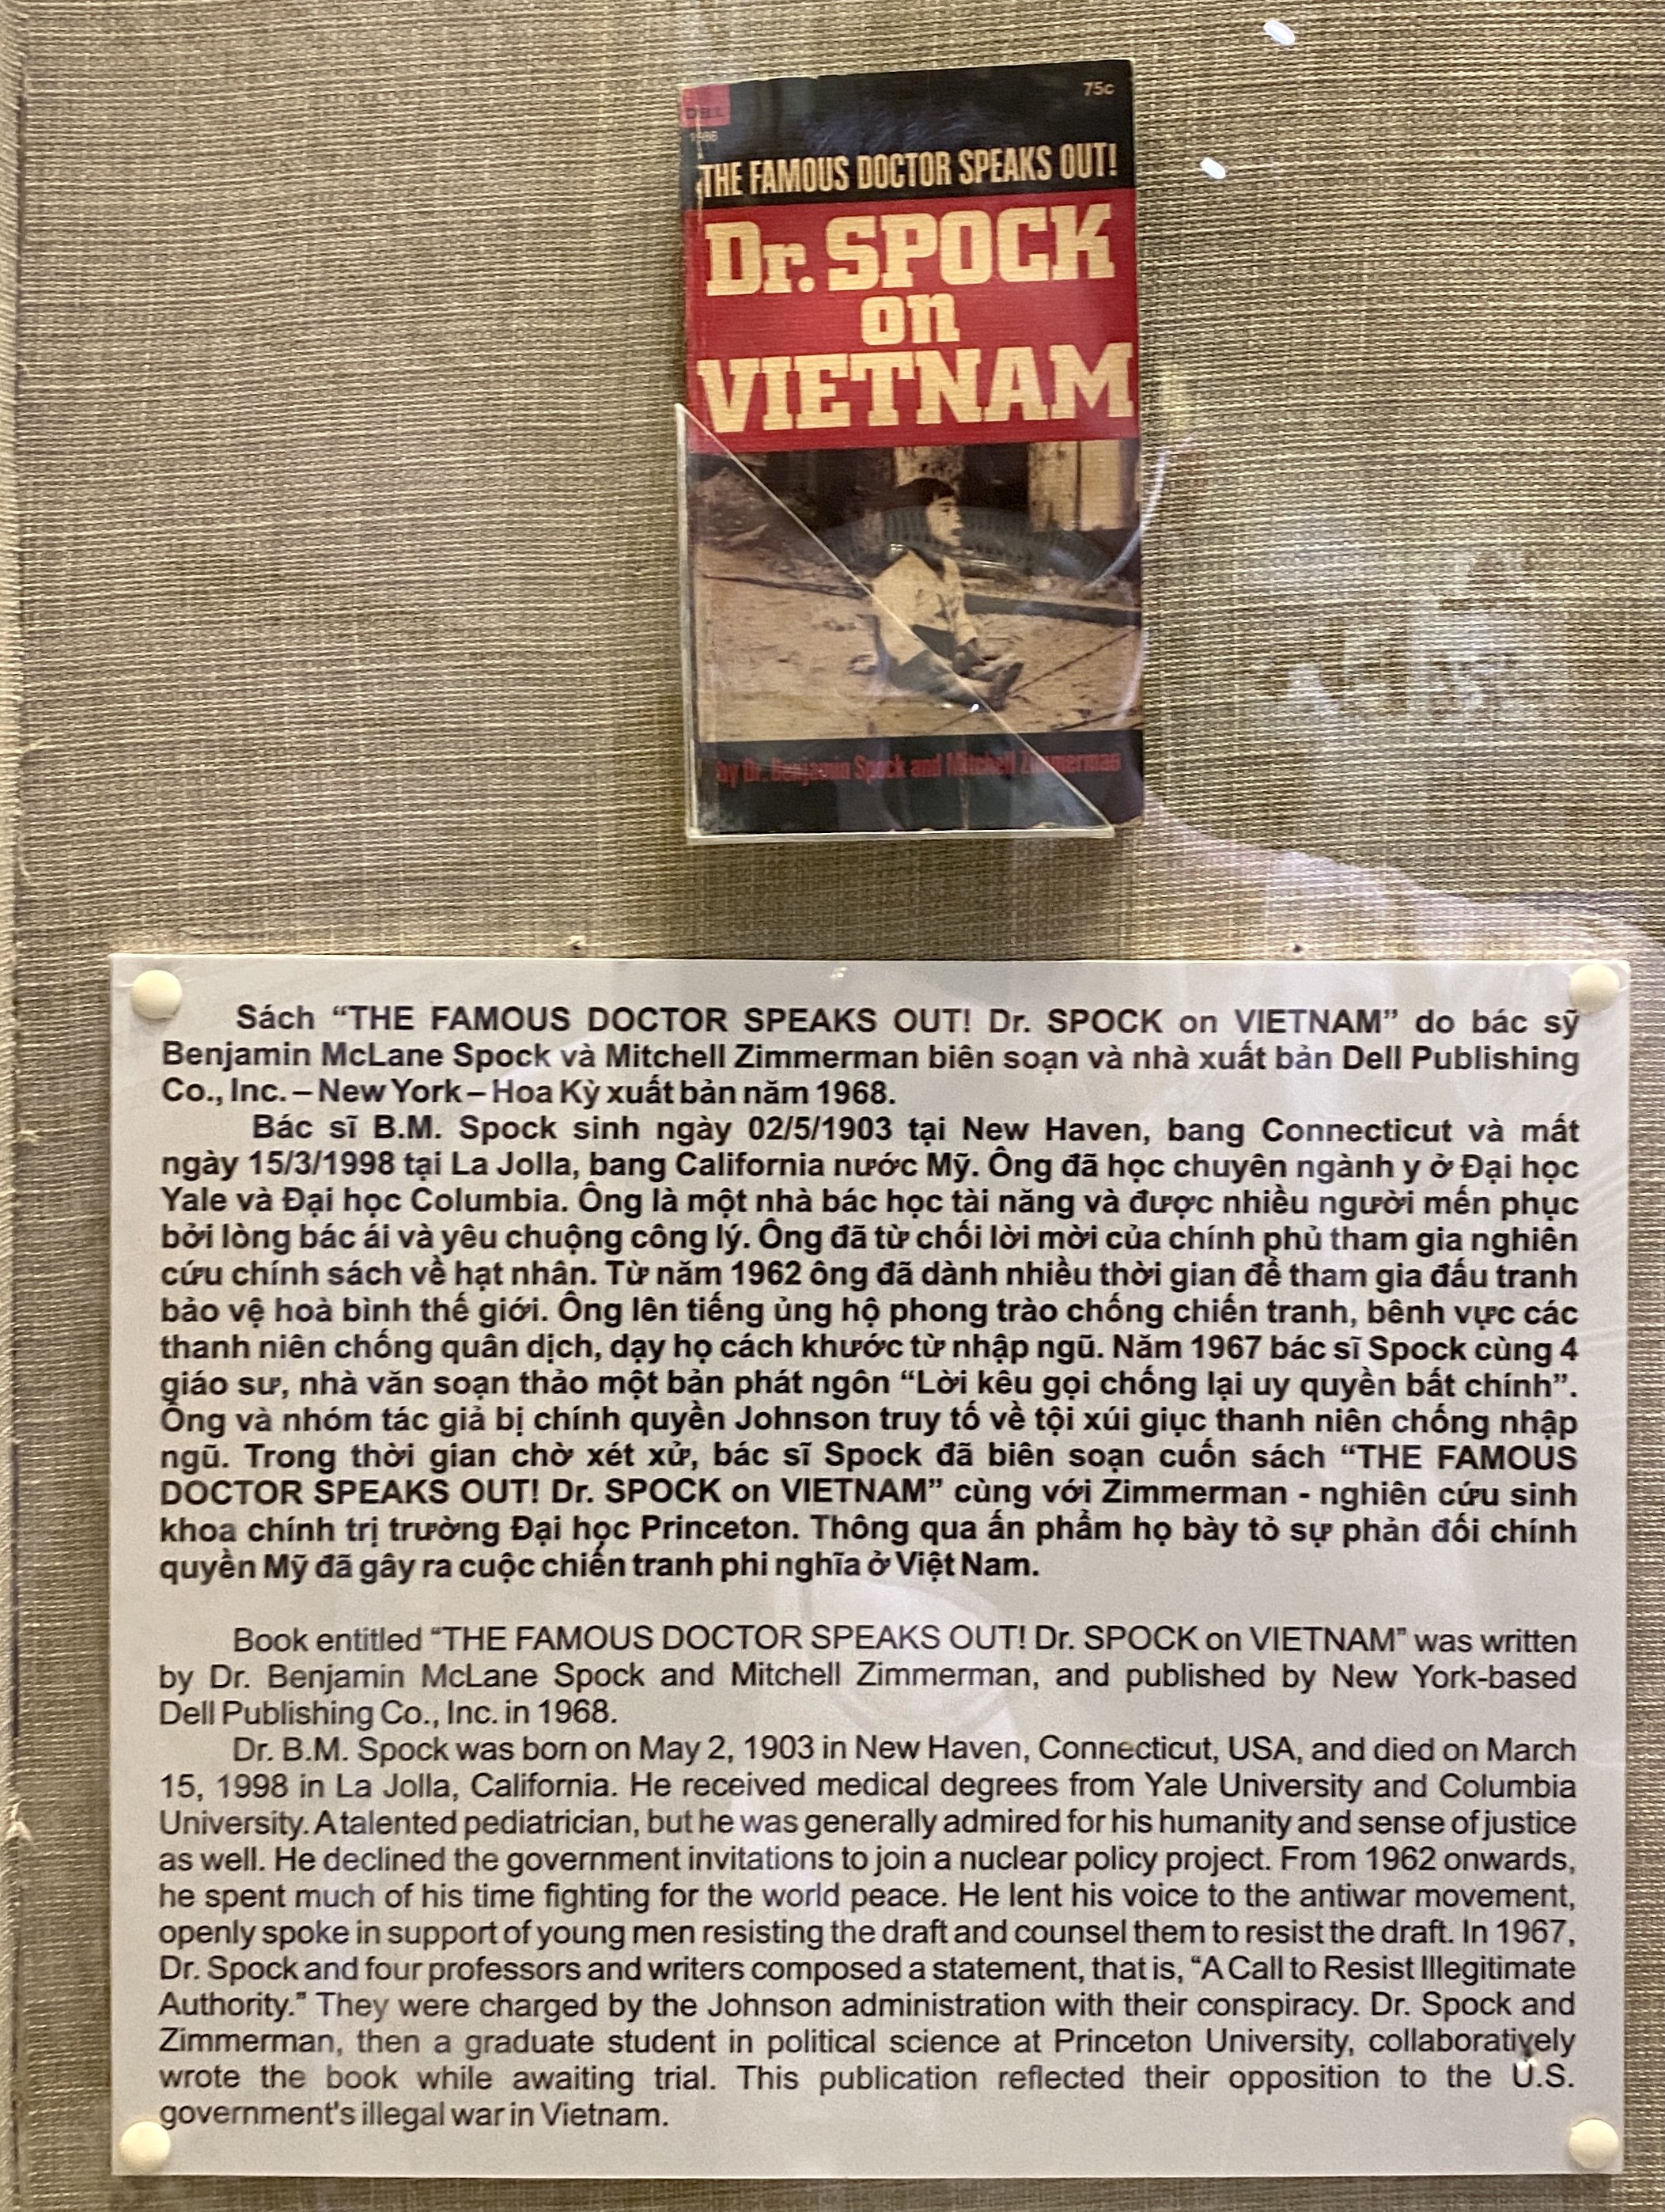 75c
DELL
THE FAMOUS DOCTOR SPEAKS OUT!
Dr. SPOCK
on
VIETNAM
by Dr. Benjamin Spock and Mitchell Zimmerman
Sách “THE FAMOUS DOCTOR SPEAKS OUT! Dr. SPOCK on VIETNAM” do bác sỹ
Benjamin McLane Spock và Mitchell Zimmerman biên soạn và nhà xuất bản Dell Publishing
Co., Inc. – New York – Hoa Kỳ xuất bản năm 1968.
Bác sĩ B.M. Spock sinh ngày 02/5/1903 tại New Haven, bang Connecticut và mất
ngày 15/3/1998 tại La Jolla, bang California nước Mỹ. Ông đã học chuyên ngành y ở Đại học
Yale và Đại học Columbia. Ông là một nhà bác học tài năng và được nhiều người mến phục
bởi lòng bác ái và yêu chuộng công lý. Ông đã từ chối lời mời của chính phủ tham gia nghiên
cứu chính sách về hạt nhân. Từ năm 1962 ông đã dành nhiều thời gian để tham gia đấu tranh
bảo vệ hoà bình thế giới. Ông lên tiếng ủng hộ phong trào chống chiến tranh, bênh vực các
thanh niên chống quân dịch, dạy họ cách khước từ nhập ngũ. Năm 1967 bác sĩ Spock cùng 4
giáo sư, nhà văn soạn thảo một bản phát ngôn “Lời kêu gọi chống lại uy quyền bất chính”.
Ông và nhóm tác giả bị chính quyền Johnson truy tố về tội xúi giục thanh niên chống nhập
ngũ. Trong thời gian chờ xét xử, bác sĩ Spock đã biên soạn cuốn sách “THE FAMOUS
DOCTOR SPEAKS OUT! Dr. SPOCK on VIETNAM” cùng với Zimmerman - nghiên cứu sinh
khoa chính trị trường Đại học Princeton. Thông qua ấn phẩm họ bày tỏ sự phản đối chính
quyền Mỹ đã gây ra cuộc chiến tranh phi nghĩa ở Việt Nam.
Book entitled “THE FAMOUS DOCTOR SPEAKS OUT! Dr. SPOCK on VIETNAM” was written
by Dr. Benjamin McLane Spock and Mitchell Zimmerman, and published by New York-based
Dell Publishing Co., Inc. in 1968.
Dr. B.M. Spock was born on May 2, 1903 in New Haven, Connecticut, USA, and died on March
15, 1998 in La Jolla, California. He received medical degrees from Yale University and Columbia
University. A talented pediatrician, but he was generally admired for his humanity and sense of justice
as well. He declined the government invitations to join a nuclear policy project. From 1962 onwards,
he spent much of his time fighting for the world peace. He lent his voice to the antiwar movement,
openly spoke in support of young men resisting the draft and counsel them to resist the draft. In 1967,
Dr. Spock and four professors and writers composed a statement, that is, “A Call to Resist Illegitimate
Authority.” They were charged by the Johnson administration with their conspiracy. Dr. Spock and
Zimmerman, then a graduate student in political science at Princeton University, collaboratively
wrote the book while awaiting trial. This publication reflected their opposition to the U.S.
government's illegal war in Vietnam.